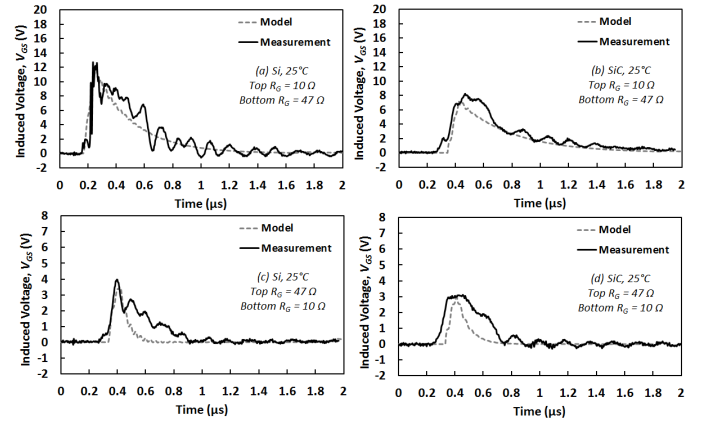 Induced Voltage, VGS (V)
20
18
16
14
12
10
8
6
4
2
0
-2
Model
Measurement
(a) Si, 25°C
Top RG = 10 Ω
Bottom RG = 47 Ω
0 0.2 0.4 0.6 0.8 1 1.2 1.4 1.6 1.8 2
Time (µs)
Induced Voltage, VGS (V)
20
18
16
14
12
10
8
6
4
2
0
-2
Model
Measurement
(b) SiC, 25°C
Top RG = 10 Ω
Bottom RG = 47 Ω
0 0.2 0.4 0.6 0.8 1 1.2 1.4 1.6 1.8 2
Time (µs)
Induced Voltage, VGS (V)
8
7
6
5
4
3
2
1
0
-1
-2
Model
Measurement
(c) Si, 25°C
Top RG = 47 Ω
Bottom RG = 10 Ω
0 0.2 0.4 0.6 0.8 1 1.2 1.4 1.6 1.8 2
Time (µs)
Induced Voltage, VGS (V)
8
7
6
5
4
3
2
1
0
-1
-2
Model
Measurement
(d) SiC, 25°C
Top RG = 47 Ω
Bottom RG = 10 Ω
0 0.2 0.4 0.6 0.8 1 1.2 1.4 1.6 1.8 2
Time (µs)